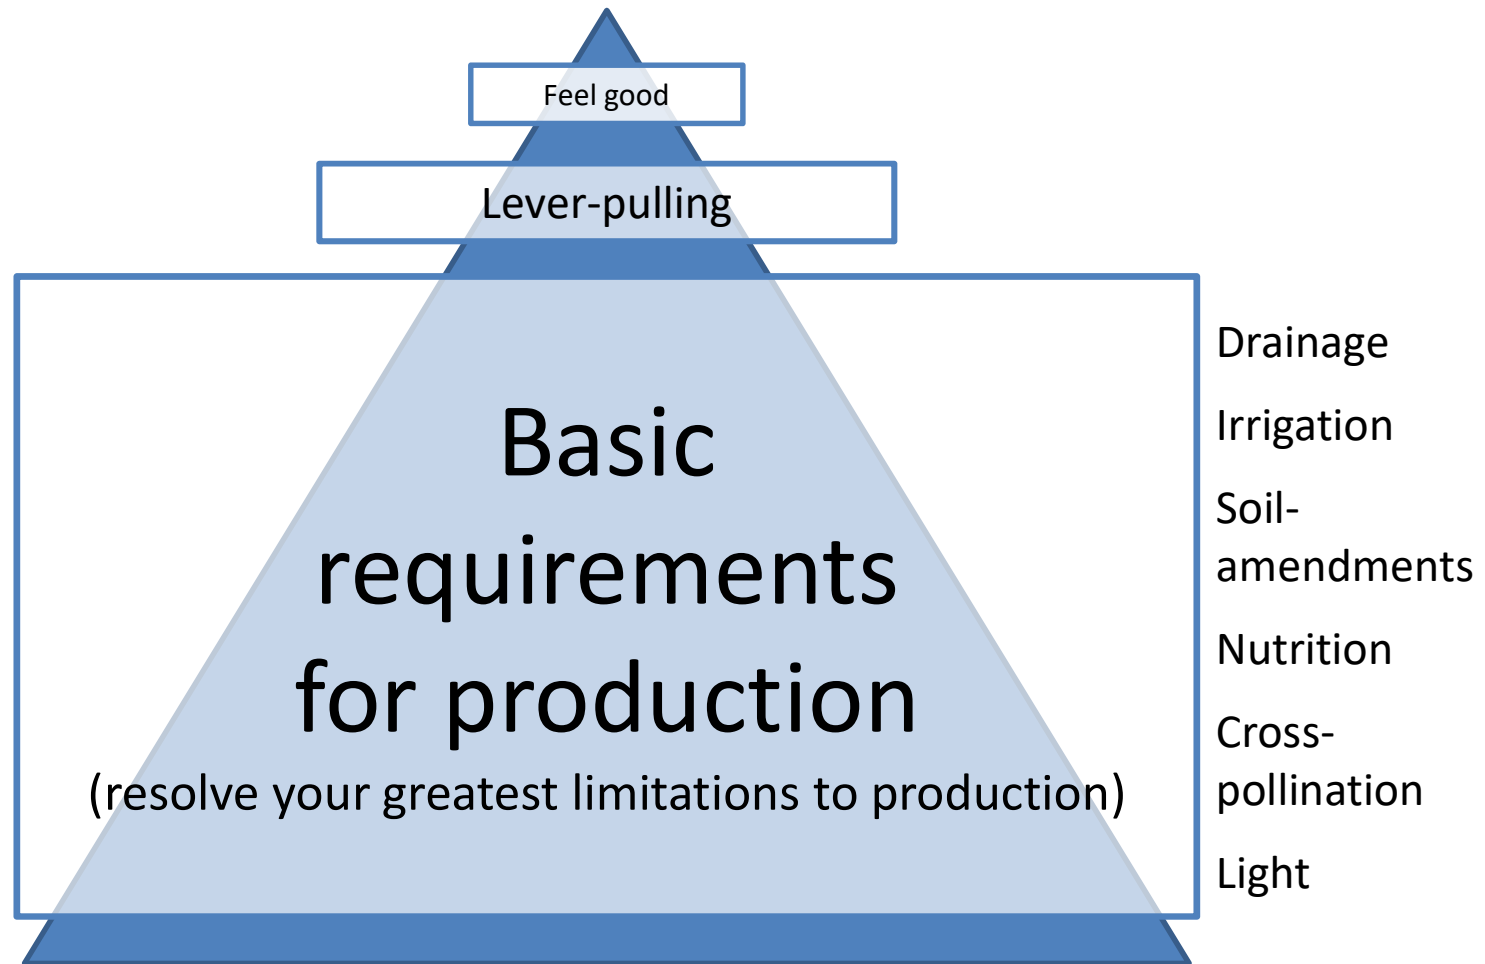 Feel good
Lever-pulling
Basic
requirements
for production
(resolve your greatest limitations to production)
Drainage
Irrigation
Soil-
amendments
Nutrition
Cross-
pollination
Light